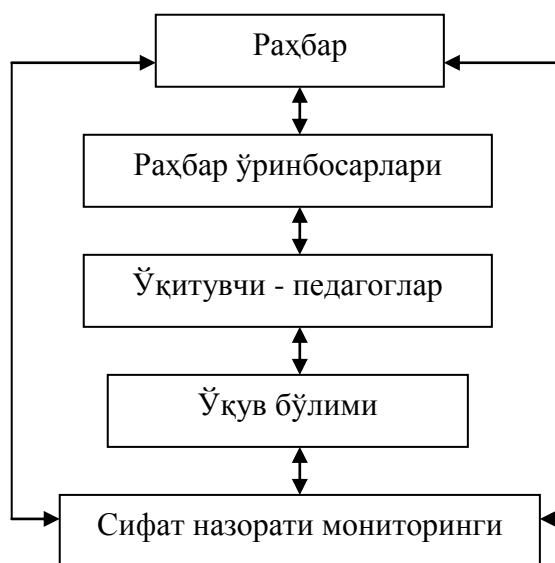 Раҳбар
Раҳбар ўринбосарлари
Ўқитувчи - педагоглар
Ўқув бўлими
Сифат назорати мониторинги